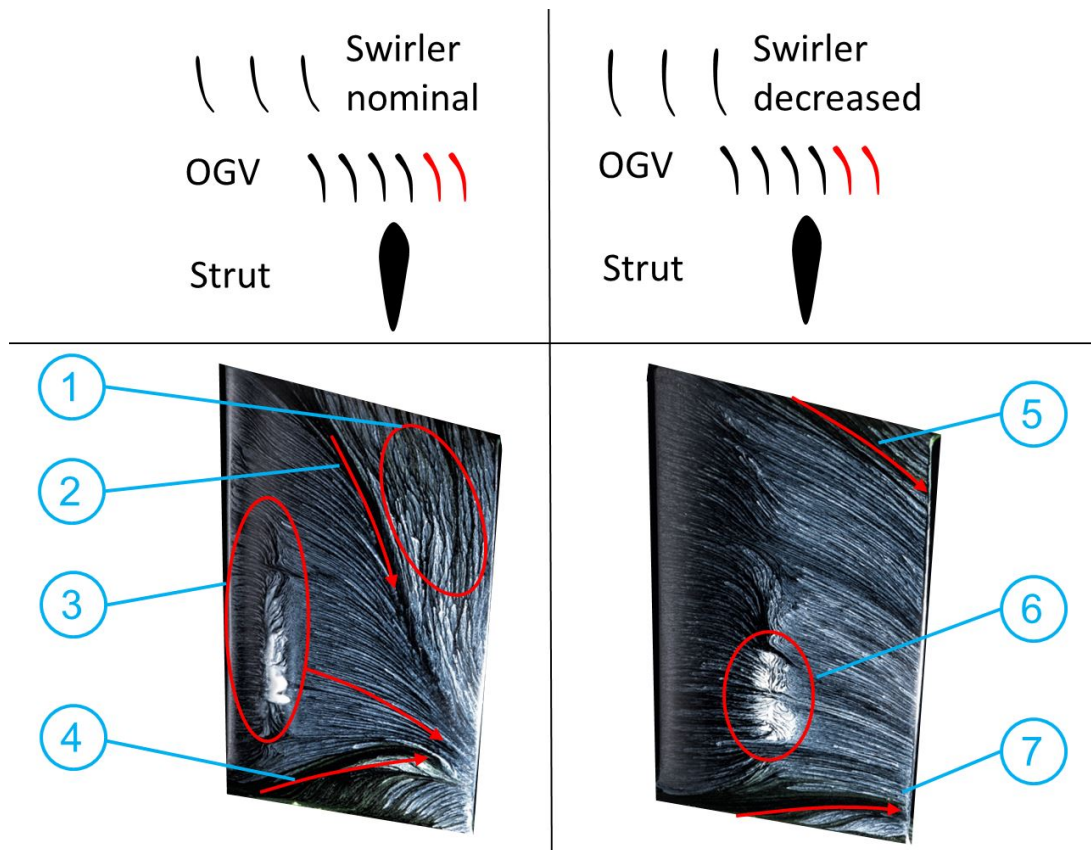 Swirler
nominal
OGV
Strut
Swirler
decreased
OGV
Strut
1
2
3
4
5
6
7